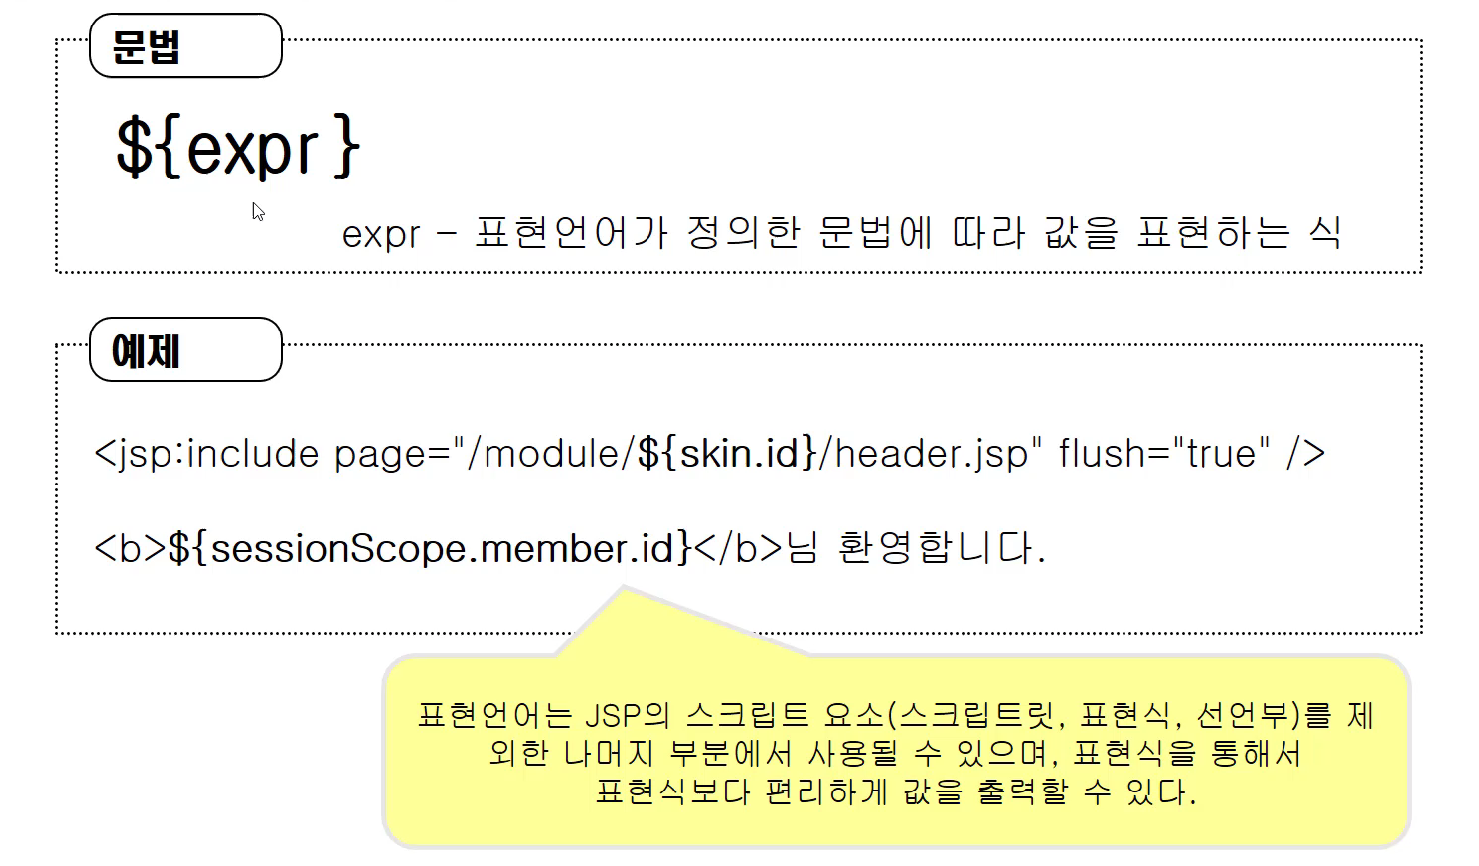 문법
${expr}
expr - 표현언어가 정의한 문법에 따라 값을 표현하는 식
예제
<jsp:include page="/module/${skin.id}/header.jsp" flush="true" />
<b>${sessionScope.member.id}</b>님 환영합니다.
표현언어는 JSP의 스크립트 요소(스크립트릿, 표현식, 선언부)를 제
외한 나머지 부분에서 사용될 수 있으며, 표현식을 통해서
표현식보다 편리하게 값을 출력할 수 있다.